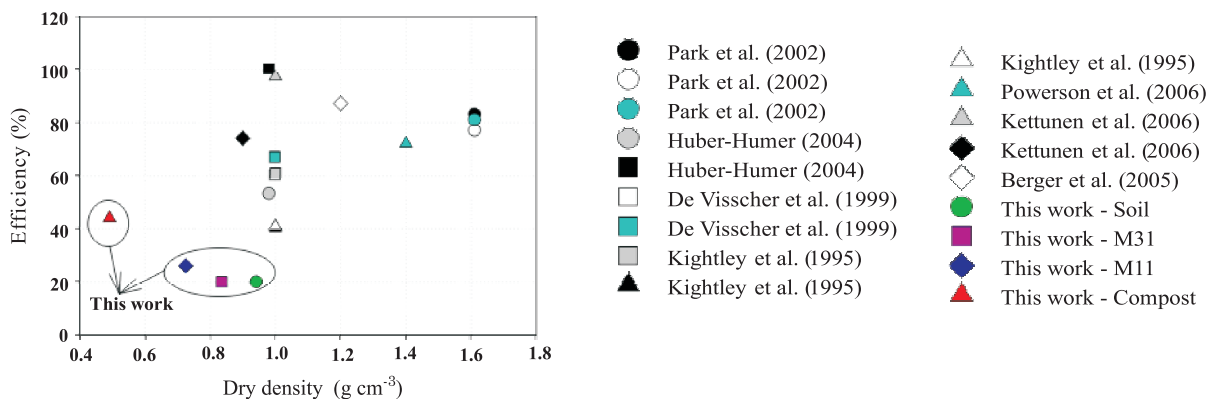 120
100
80
60
40
20
0
Efficiency (%)
This work
0.4 0.6 0.8 1.0 1.2 1.4 1.6 1.8
Dry density (g cm-3)
Park et al. (2002)
Park et al. (2002)
Park et al. (2002)
Huber-Humer (2004)
Huber-Humer (2004)
De Visscher et al. (1999)
De Visscher et al. (1999)
Kightley et al. (1995)
Kightley et al. (1995)
Kightley et al. (1995)
Powerson et al. (2006)
Kettunen et al. (2006)
Kettunen et al. (2006)
Berger et al. (2005)
This work - Soil
This work - M31
This work - M11
This work - Compost